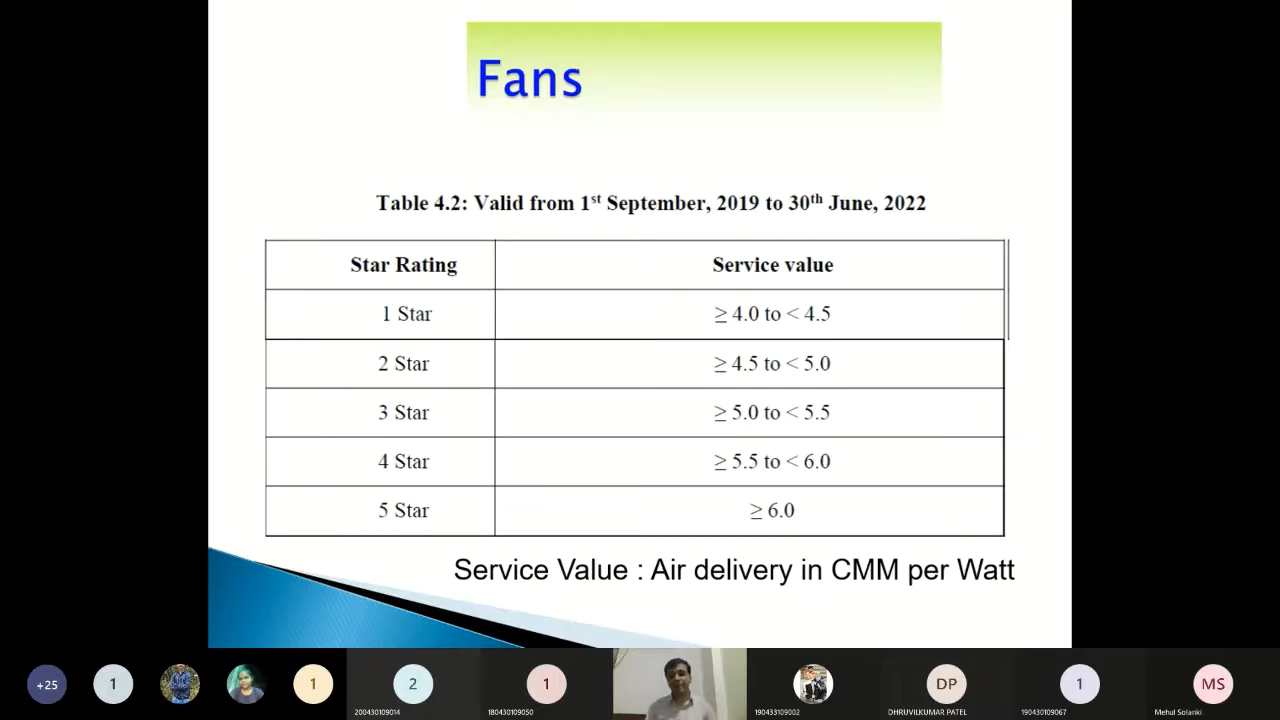 Fans
Table 4.2: Valid from 1st September, 2019 to 30th June, 2022
Star Rating Service value
1 Star ≥ 4.0 to < 4.5
2 Star ≥ 4.5 to < 5.0
3 Star ≥ 5.0 to < 5.5
4 Star ≥ 5.5 to < 6.0
5 Star ≥ 6.0
Service Value : Air delivery in CMM per Watt
+25 1 1 2 1 DP 1 MS
200430109014 180430109050 190433109002 DHRUVILKUMAR PATEL 190430109067 Mehul Solanki